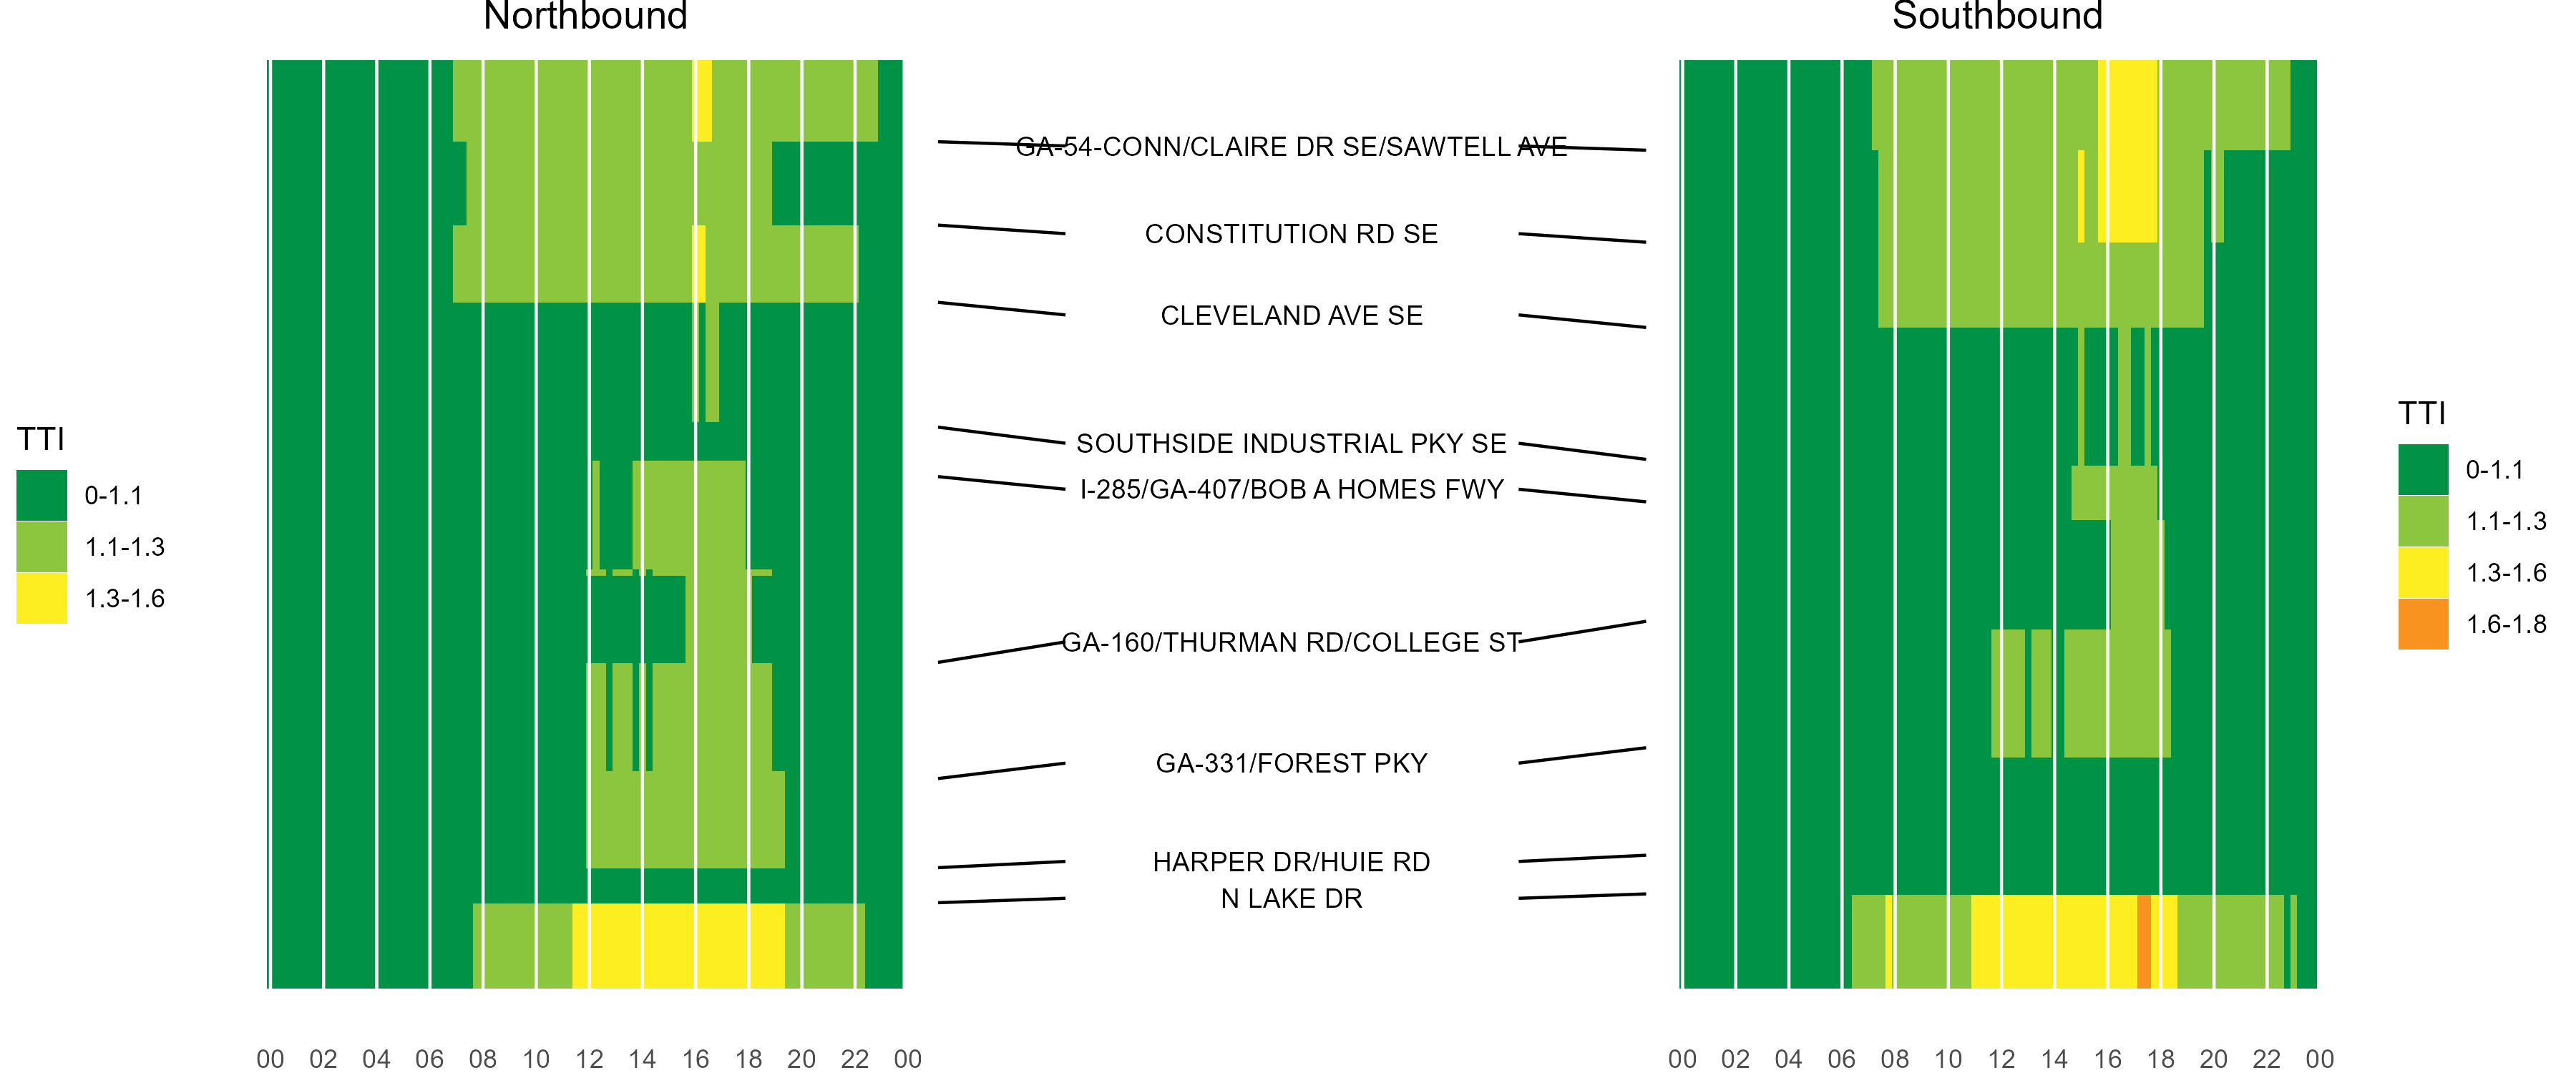 Northbound
Southbound
GA-54-CONN/CLAIRE DR SE/SAWTELL AVE
CONSTITUTION RD SE
CLEVELAND AVE SE
SOUTHSIDE INDUSTRIAL PKY SE
I-285/GA-407/BOB A HOMES FWY
GA-160/THURMAN RD/COLLEGE ST
GA-331/FOREST PKY
HARPER DR/HUIE RD
N LAKE DR
TTI
0-1.1
1.1-1.3
1.3-1.6
TTI
0-1.1
1.1-1.3
1.3-1.6
1.6-1.8
00 02 04 06 08 10 12 14 16 18 20 22 00
00 02 04 06 08 10 12 14 16 18 20 22 00